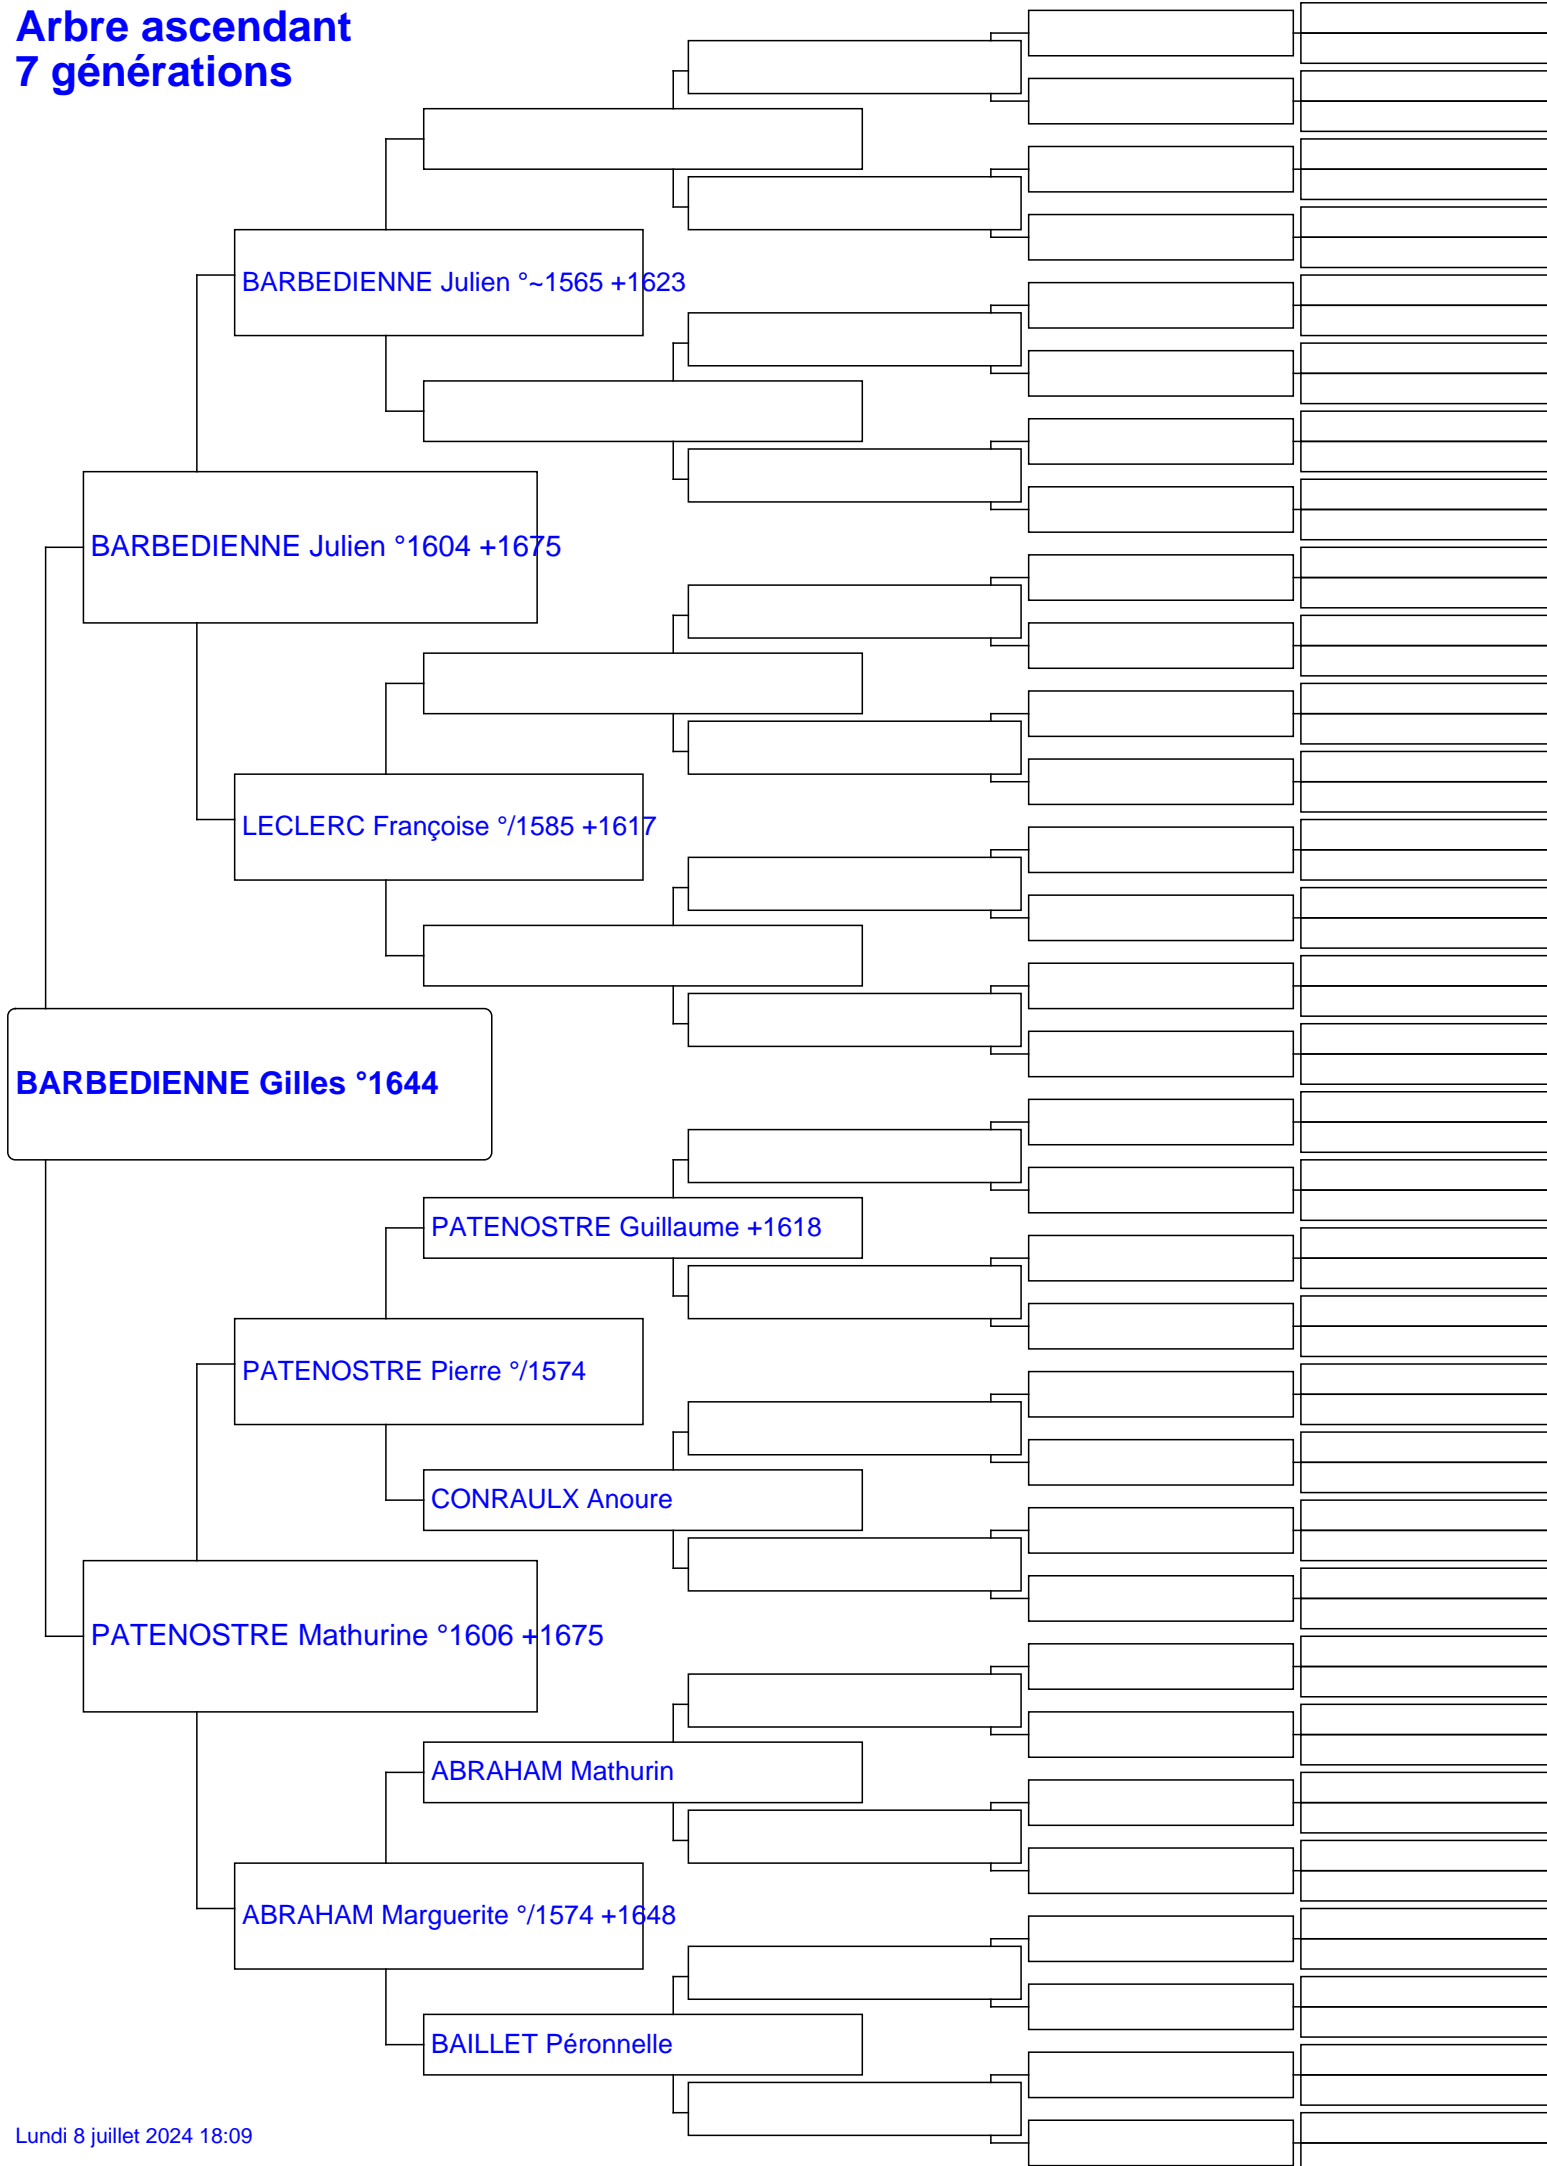 Arbre ascendant
7 générations
BARBEDIENNE Julien °~1565 +1623
BARBEDIENNE Julien °1604 +1675
LECLERC Françoise °/1585 +1617
BARBEDIENNE Gilles °1644
PATENOSTRE Guillaume +1618
PATENOSTRE Pierre °/1574
CONRAULX Anoure
PATENOSTRE Mathurine °1606 +1675
ABRAHAM Mathurin
ABRAHAM Marguerite °/1574 +1648
BAILLET Péronnelle
Lundi 8 juillet 2024 18:09